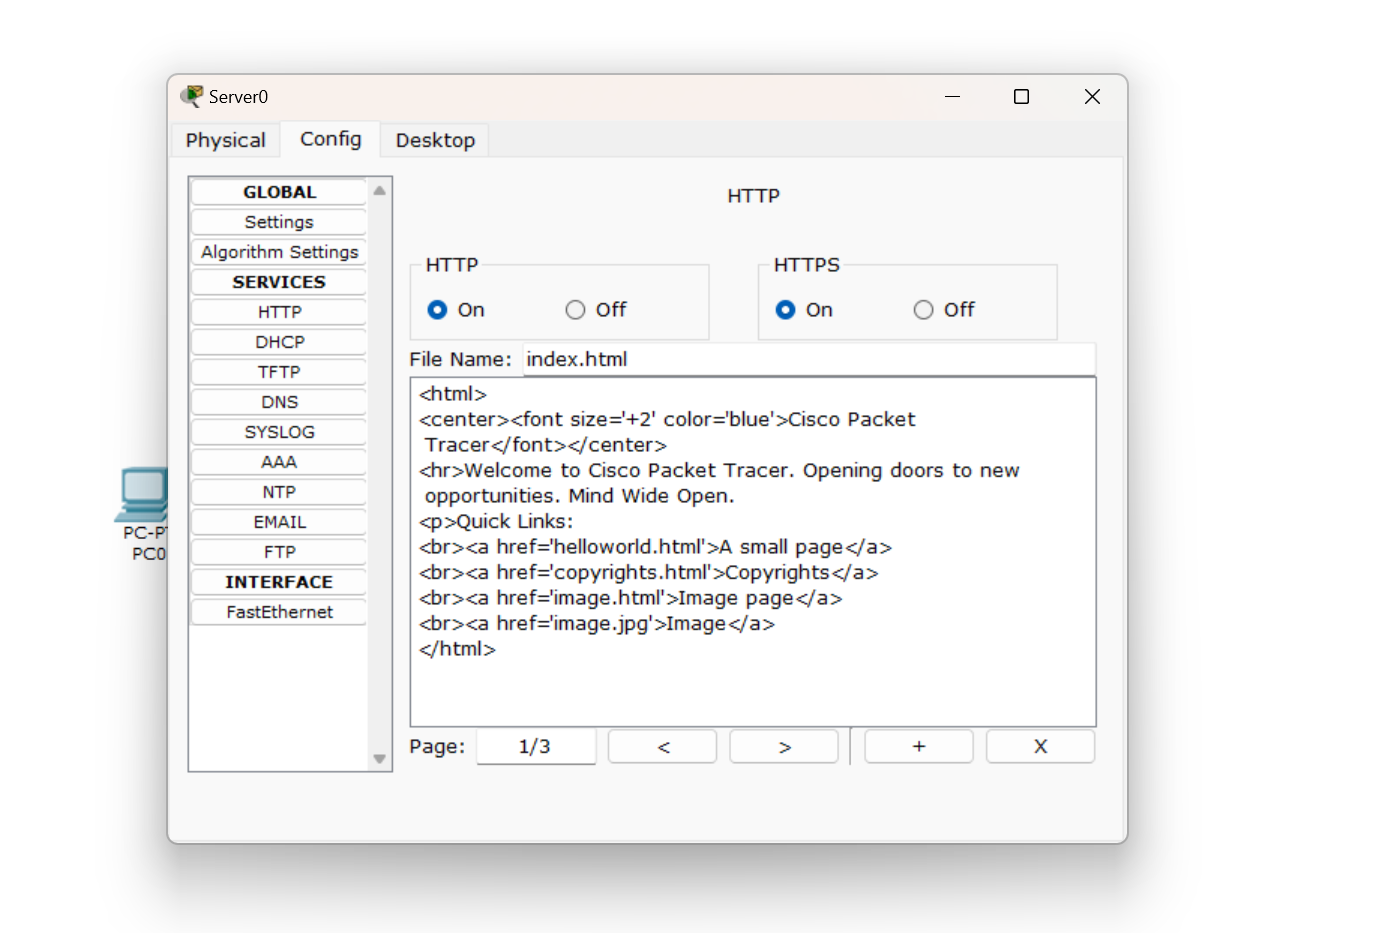 Server0
Physical
Config
Desktop
GLOBAL
Settings
Algorithm Settings
SERVICES
HTTP
DHCP
TFTP
DNS
SYSLOG
AAA
NTP
EMAIL
FTP
INTERFACE
FastEthernet
HTTP
HTTP
On
Off
HTTPS
On
Off
File Name: index.html
<html>
<center><font size='+2' color='blue'>Cisco Packet
Tracer</font></center>
<hr>Welcome to Cisco Packet Tracer. Opening doors to new
opportunities. Mind Wide Open.
<p>Quick Links:
<br><a href='helloworld.html'>A small page</a>
<br><a href='copyrights.html'>Copyrights</a>
<br><a href='image.html'>Image page</a>
<br><a href='image.jpg'>Image</a>
</html>
Page: 1/3 < > + X
PC-P
PC0